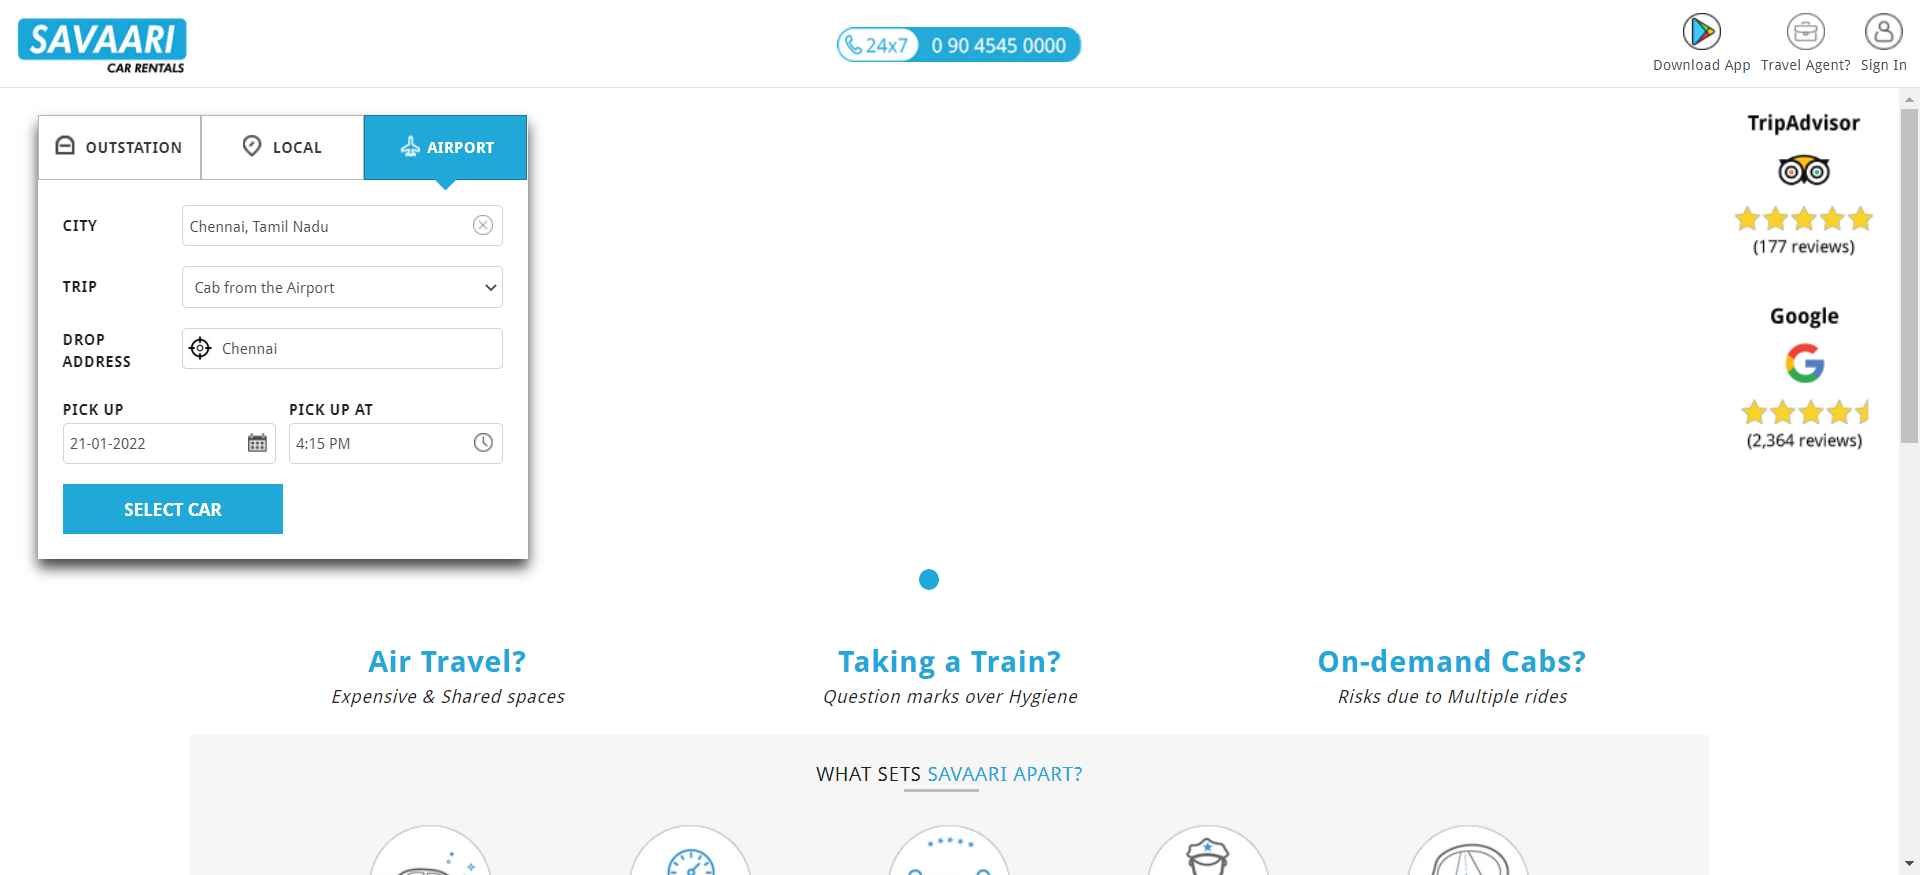 SAVAARI
CAR RENTALS
24x7 0 90 4545 0000
Download App
Travel Agent?
Sign In
OUTSTATION
LOCAL
AIRPORT
CITY
Chennai, Tamil Nadu
TRIP
Cab from the Airport
DROP
ADDRESS
Chennai
PICK UP
PICK UP AT
21-01-2022
4:15 PM
SELECT CAR
TripAdvisor
(177 reviews)
Google
(2,364 reviews)
Air Travel?
Expensive & Shared spaces
Taking a Train?
Question marks over Hygiene
On-demand Cabs?
Risks due to Multiple rides
WHAT SETS SAVAARI APART?